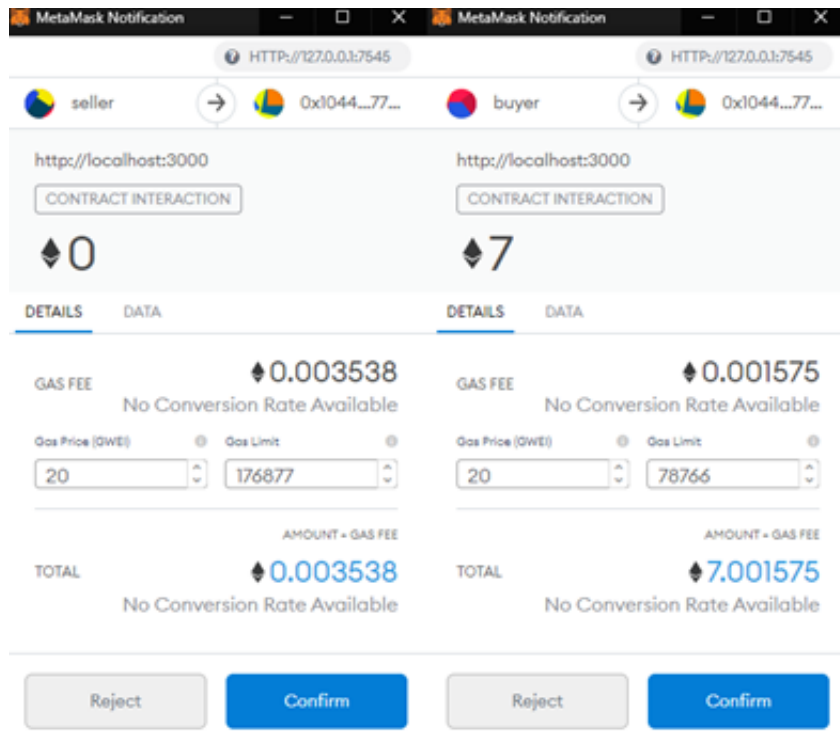 MetaMask Notification
HTTP://127.0.0.1:7545
seller
0x1044...77...
http://localhost:3000
CONTRACT INTERACTION
0
DETAILS DATA
GAS FEE
0.003538
No Conversion Rate Available
Gas Price (GWEI) Gas Limit
20 176877
AMOUNT + GAS FEE
TOTAL
0.003538
No Conversion Rate Available
Reject Confirm
MetaMask Notification
HTTP://127.0.0.1:7545
buyer
0x1044...77...
http://localhost:3000
CONTRACT INTERACTION
7
DETAILS DATA
GAS FEE
0.001575
No Conversion Rate Available
Gas Price (GWEI) Gas Limit
20 78766
AMOUNT + GAS FEE
TOTAL
7.001575
No Conversion Rate Available
Reject Confirm